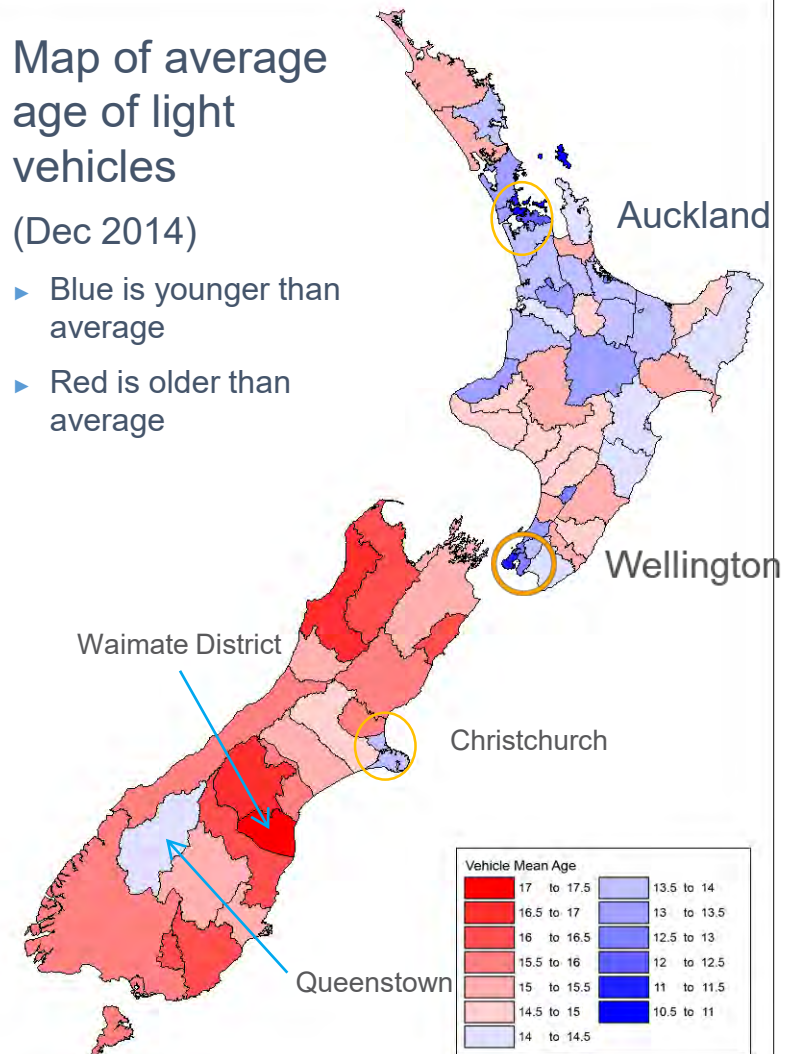 Map of average
age of light
vehicles
(Dec 2014)
► Blue is younger than
average
► Red is older than
average
Auckland
Wellington
Waimate District
Christchurch
Queenstown
Vehicle Mean Age
17 to 17.5
16.5 to 17
16 to 16.5
15.5 to 16
15 to 15.5
14.5 to 15
14 to 14.5
13.5 to 14
13 to 13.5
12.5 to 13
12 to 12.5
11 to 11.5
10.5 to 11